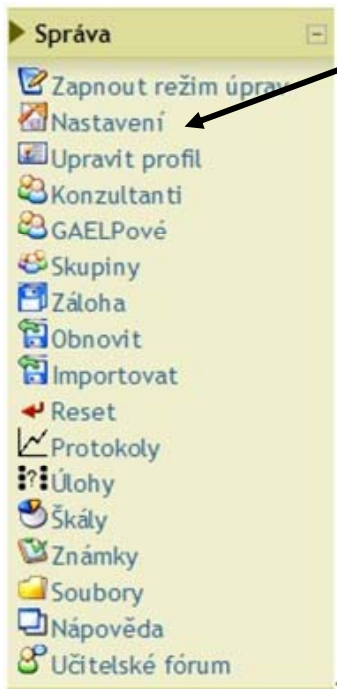 Správa
Zapnout režim úprav
Nastavení
Upravit profil
Konzultanti
GAELPové
Skupiny
Záloha
Obnovit
Importovat
Reset
Protokoly
Úlohy
Škály
Známky
Soubory
Nápověda
Učitelské fórum